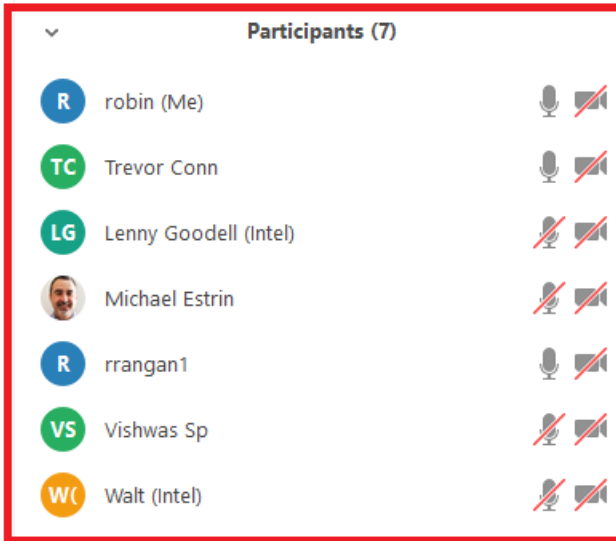 Participants (7)
R robin (Me)
TC Trevor Conn
LG Lenny Goodell (Intel)
Michael Estrin
R rrangan1
VS Vishwas Sp
W( Walt (Intel)